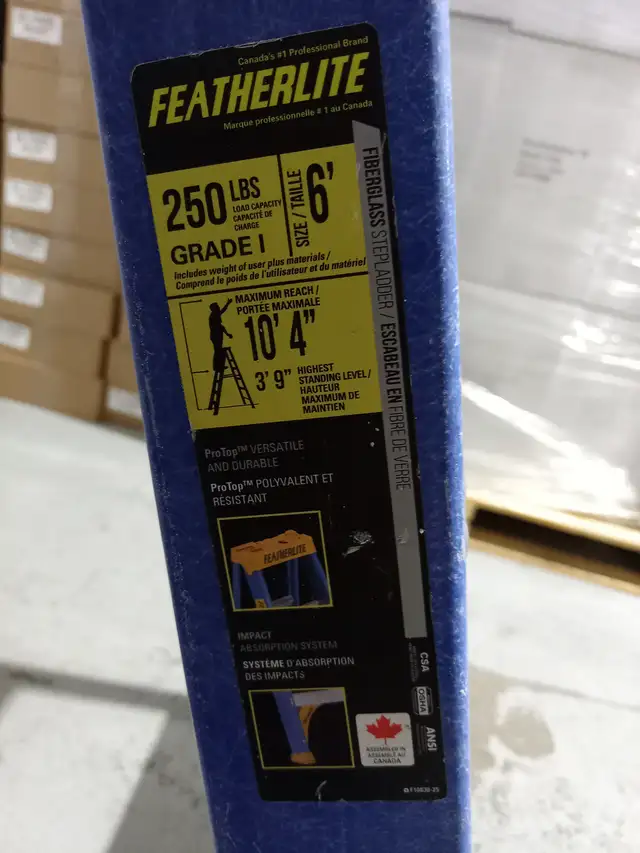 Canada's #1 Professional Brand
FEATHERLITE
Marque professionnelle # 1 au Canada
250 LBS
LOAD CAPACITY
CAPACITÉ DE
CHARGE
GRADE I
SIZE / TAILLE
6'
Includes weight of user plus materials /
Comprend le poids de l'utilisateur et du matériel
FIBERGLASS STEPLADDER / ESCABEAU EN FIBRE DE VERRE
MAXIMUM REACH /
PORTÉE MAXIMALE
10' 4"
3' 9" HIGHEST
STANDING LEVEL /
HAUTEUR
MAXIMUM DE
MAINTIEN
ProTop™ VERSATILE
AND DURABLE
ProTop™ POLYVALENT ET
RÉSISTANT
FEATHERLITE
IMPACT
ABSORPTION SYSTEM
SYSTÈME D'ABSORPTION
DES IMPACTS
CSA
OSHA
ANSI
ASSEMBLED IN
ASSEMBLÉ AU
CANADA